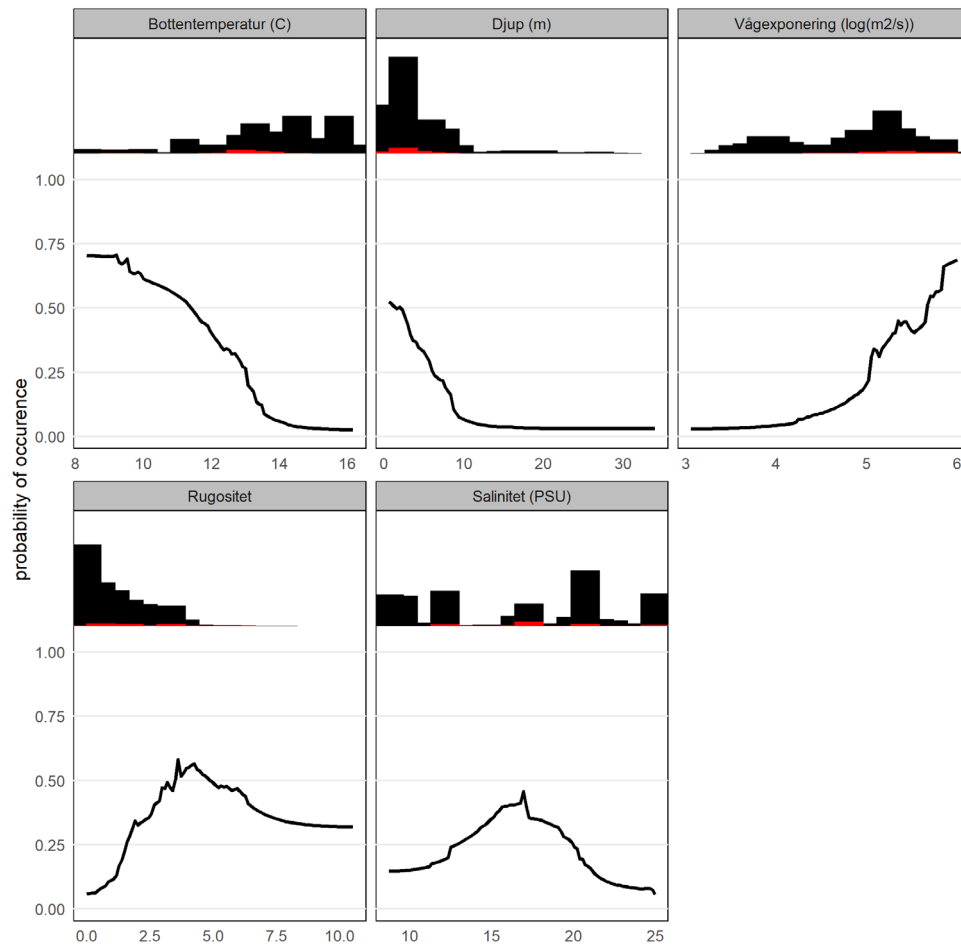 Bottentemperatur (C) Djup (m) Vågexponering (log(m2/s))
1.00
0.75
0.50
0.25
0.00
8 10 12 14 16 0 10 20 30 3 4 5 6
probability of occurence
Rugositet Salinitet (PSU)
1.00
0.75
0.50
0.25
0.00
0.0 2.5 5.0 7.5 10.0 10 15 20 25